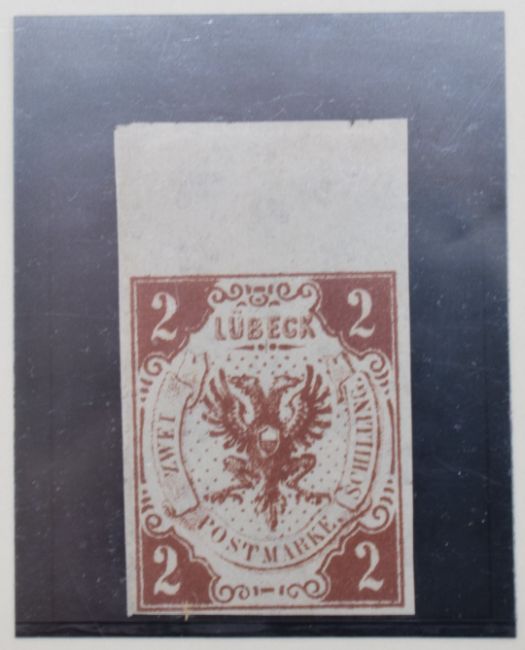 2 2
LÜBECK
ZWEI
POSTMARKE.
SCHILLING
2 2